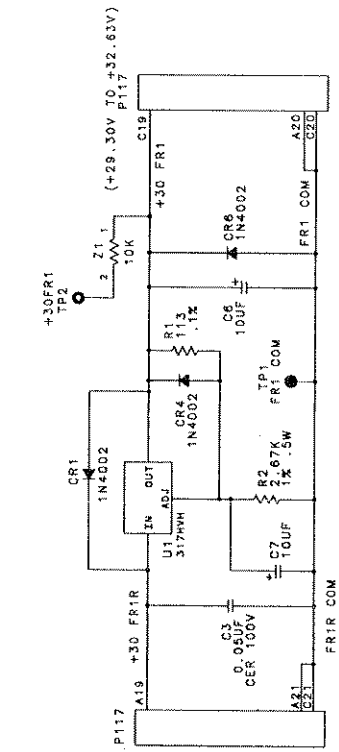 (+29.30V TO +32.63V)
P117
C19
+30 FR1
+30FR1
TP2
2
Z1
1
10K
CR1
1N4002
IN
OUT
ADJ
U1
317HVH
CR4
1N4002
R1
113
.1%
C6
10UF
+
CR6
1N4002
P117
A19
+30 FR1R
C3
0.05UF
CER 100V
+
C7
10UF
R2
2.67K
1% .5W
TP1
FR1 COM
FR1 COM
A20
C20
A21
C21
FR1R COM